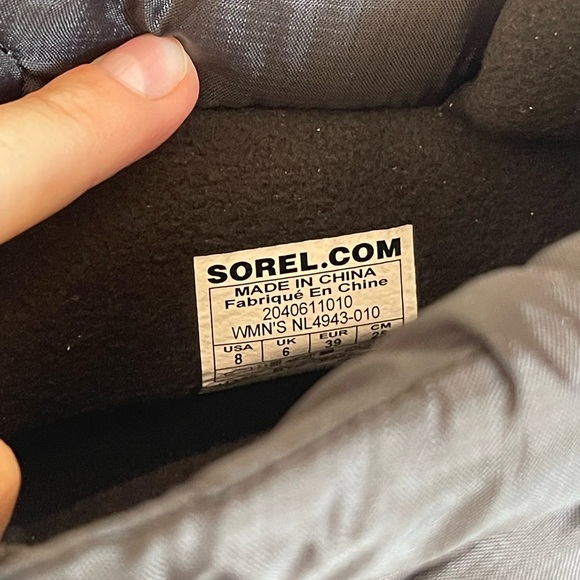 SOREL.COM
MADE IN CHINA
Fabriqué En Chine
2040611010
WMN'S NL4943-010
USA UK EUR CM
8 6 39